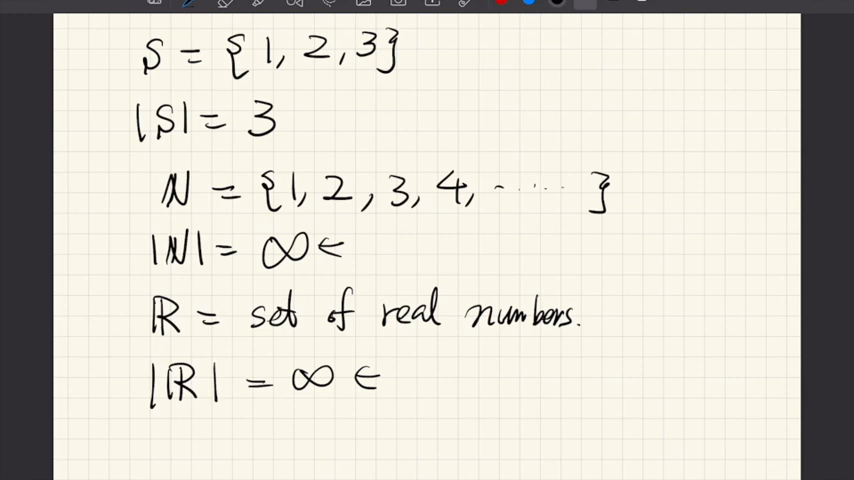 S = {1, 2, 3}
|S| = 3
ℕ = {1, 2, 3, 4, ...... }
|ℕ| = ∞ ←
ℝ = set of real numbers.
|ℝ| = ∞ ←